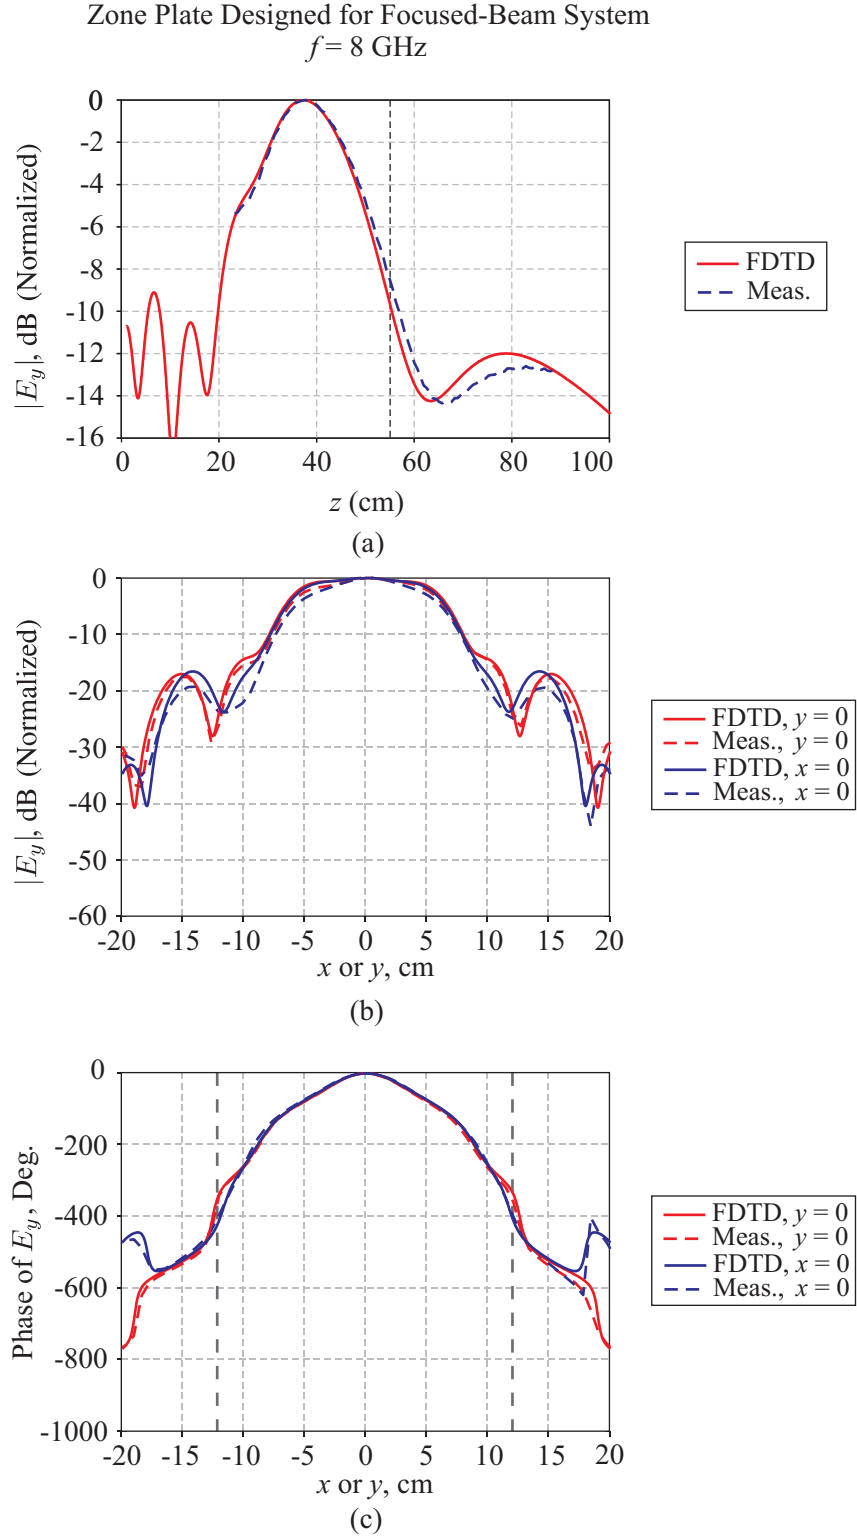 Zone Plate Designed for Focused-Beam System
f = 8 GHz
0
-2
-4
-6
-8
-10
-12
-14
-16
|E_y|, dB (Normalized)
0 20 40 60 80 100
z (cm)
FDTD
Meas.
(a)
0
-10
-20
-30
-40
-50
-60
|E_y|, dB (Normalized)
-20 -15 -10 -5 0 5 10 15 20
x or y, cm
FDTD, y = 0
Meas., y = 0
FDTD, x = 0
Meas., x = 0
(b)
0
-200
-400
-600
-800
-1000
Phase of E_y, Deg.
-20 -15 -10 -5 0 5 10 15 20
x or y, cm
FDTD, y = 0
Meas., y = 0
FDTD, x = 0
Meas., x = 0
(c)